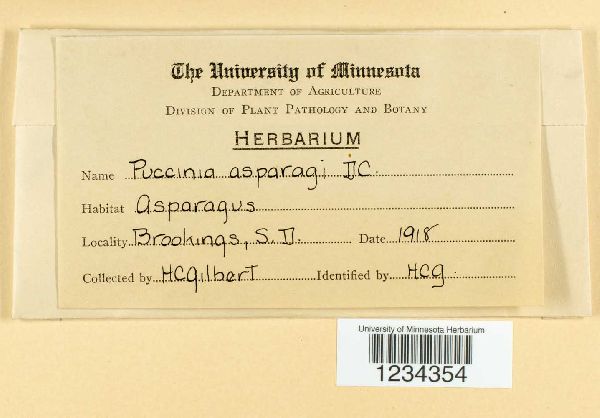 The University of Minnesota
Department of Agriculture
Division of Plant Pathology and Botany
HERBARIUM
Name Puccinia asparagi DC.
Habitat Asparagus
Locality Brookings, S.D. Date 1918
Collected by HCGilbert Identified by HCG.
University of Minnesota Herbarium
1234354